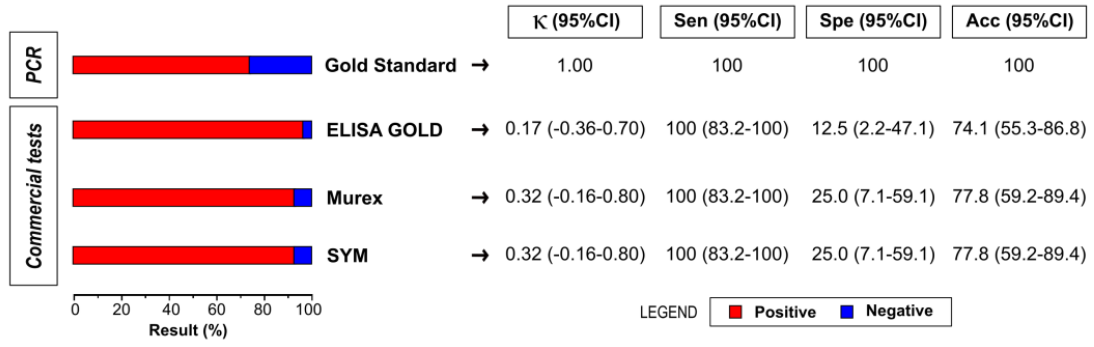 κ (95%CI) Sen (95%CI) Spe (95%CI) Acc (95%CI)
PCR
Gold Standard → 1.00 100 100 100
Commercial tests
ELISA GOLD → 0.17 (-0.36-0.70) 100 (83.2-100) 12.5 (2.2-47.1) 74.1 (55.3-86.8)
Murex → 0.32 (-0.16-0.80) 100 (83.2-100) 25.0 (7.1-59.1) 77.8 (59.2-89.4)
SYM → 0.32 (-0.16-0.80) 100 (83.2-100) 25.0 (7.1-59.1) 77.8 (59.2-89.4)
0 20 40 60 80 100
Result (%)
LEGEND Positive Negative